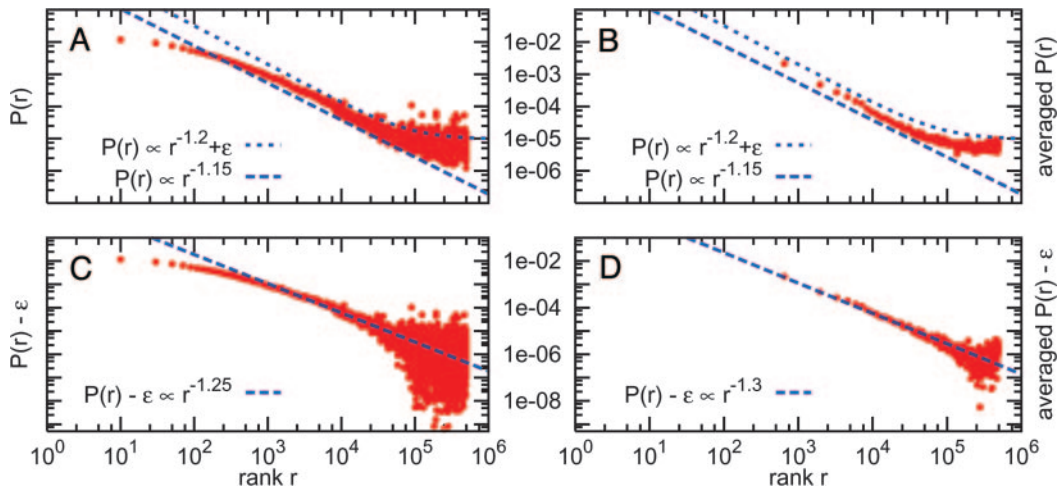 A
B
P(r)
averaged P(r)
1e-02
1e-03
1e-04
1e-05
1e-06
P(r) ∝ r^-1.2+ε
P(r) ∝ r^-1.15
P(r) ∝ r^-1.2+ε
P(r) ∝ r^-1.15
C
D
P(r) - ε
averaged P(r) - ε
1e-02
1e-04
1e-06
1e-08
P(r) - ε ∝ r^-1.25
P(r) - ε ∝ r^-1.3
10^0 10^1 10^2 10^3 10^4 10^5 10^6
10^0 10^1 10^2 10^3 10^4 10^5 10^6
rank r
rank r